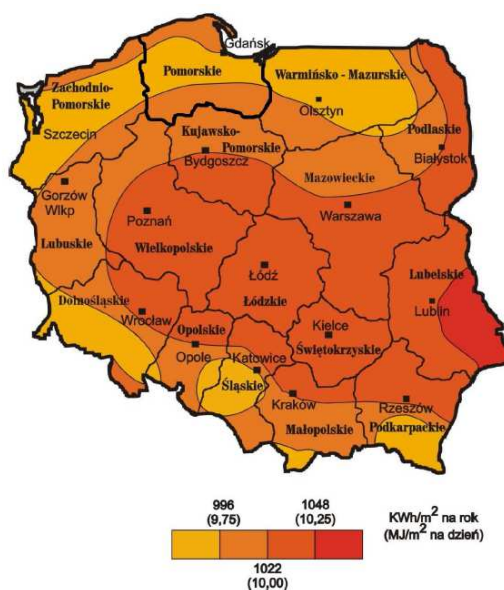 Gdańsk
Pomorskie
Warmińsko - Mazurskie
Zachodnio-
Pomorskie
Olsztyn
Szczecin
Podlaskie
Kujawsko-
Pomorskie
Białystok
Bydgoszcz
Mazowieckie
Gorzów
Wlkp
Poznań
Warszawa
Lubuskie
Wielkopolskie
Łódź
Lubelskie
Łódzkie
Lublin
Dolnośląskie
Wrocław
Opolskie
Kielce
Świętokrzyskie
Opole
Katowice
Śląskie
Kraków
Rzeszów
Małopolskie
Podkarpackie
996
(9,75)
1048
(10,25)
KWh/m² na rok
(MJ/m² na dzień)
1022
(10,00)